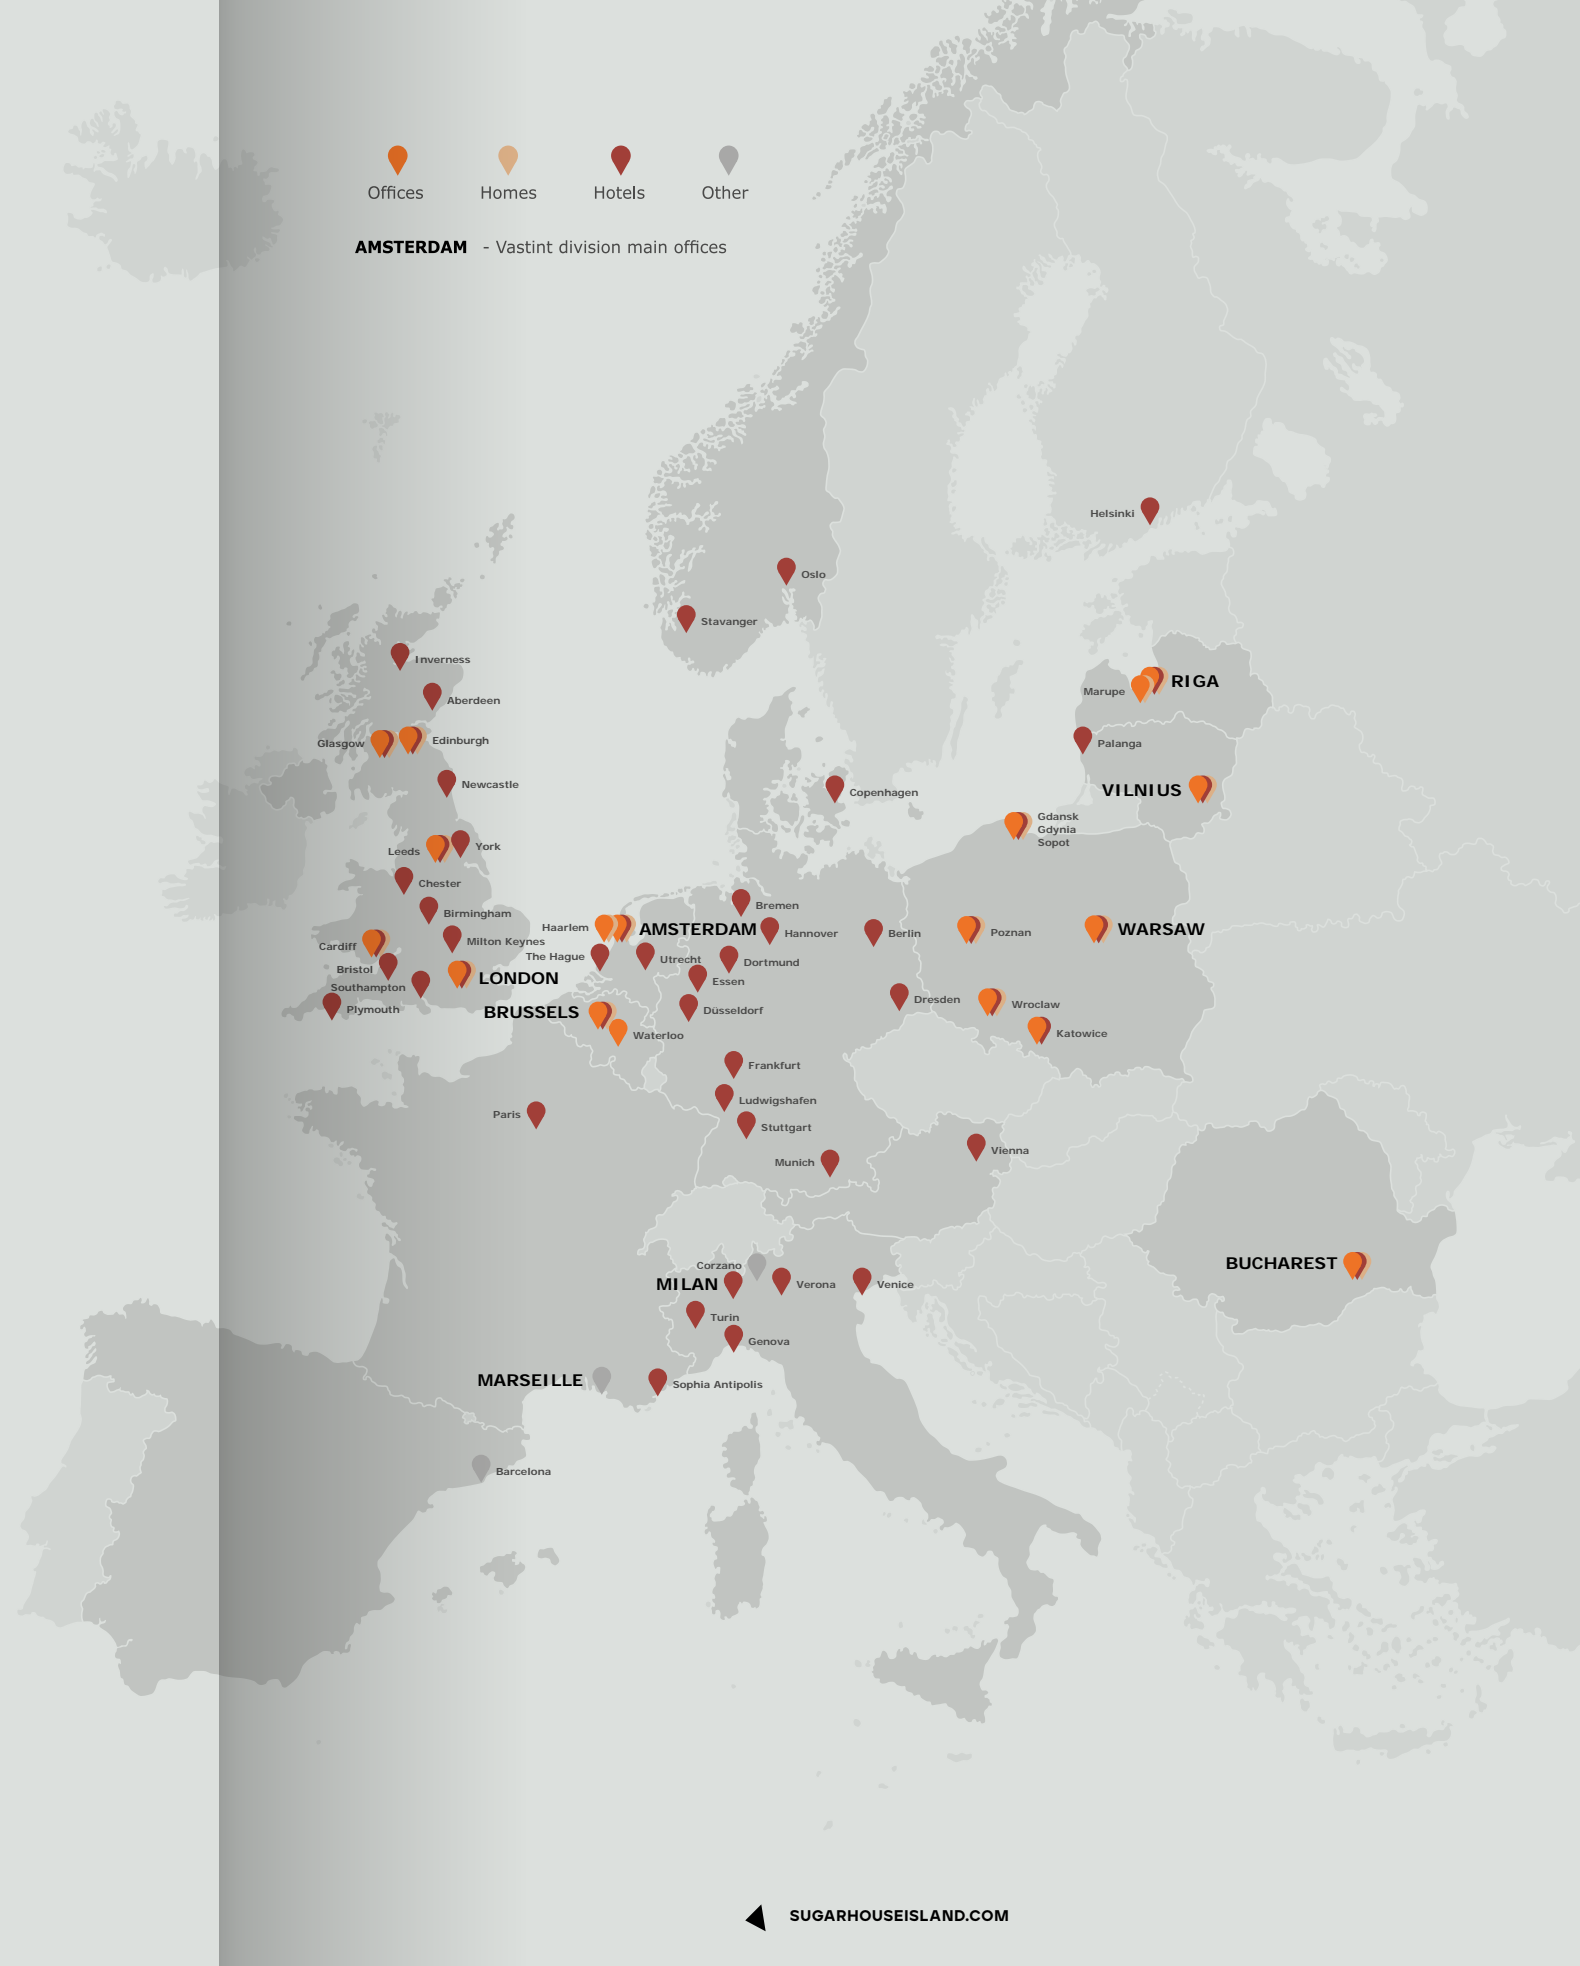 Offices
Homes
Hotels
Other
AMSTERDAM - Vastint division main offices
Helsinki
Oslo
Stavanger
Inverness
RIGA
Marupe
Aberdeen
Glasgow
Edinburgh
Palanga
Newcastle
VILNIUS
Copenhagen
Gdansk
Gdynia
Sopot
York
Leeds
Chester
Bremen
Birmingham
Haarlem
AMSTERDAM
Hannover
Berlin
Poznan
WARSAW
Milton Keynes
Cardiff
The Hague
Utrecht
Dortmund
Bristol
LONDON
Essen
Southampton
Dresden
Wroclaw
Plymouth
BRUSSELS
Düsseldorf
Waterloo
Katowice
Frankfurt
Ludwigshafen
Paris
Stuttgart
Vienna
Munich
Corzano
BUCHAREST
MILAN
Verona
Venice
Turin
Genova
MARSEILLE
Sophia Antipolis
Barcelona
SUGARHOUSEISLAND.COM